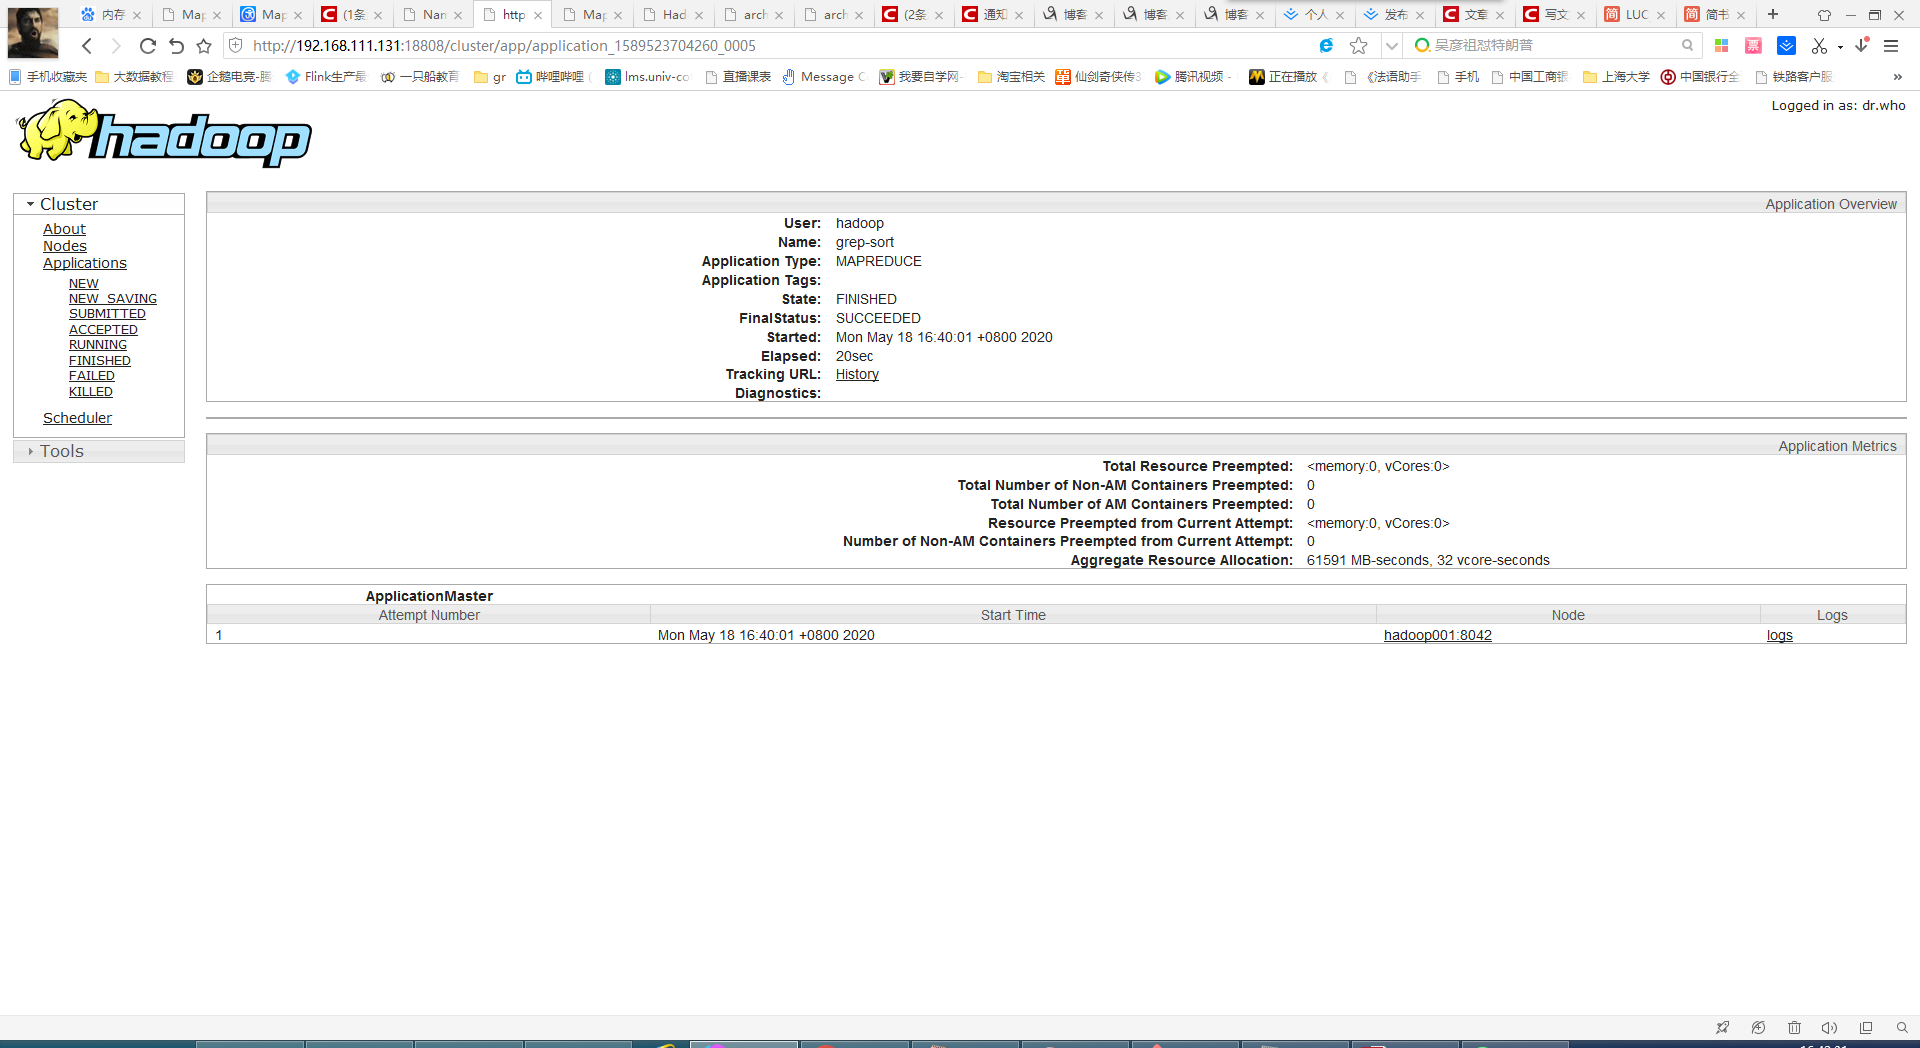 内存
Map
Map
(1条
Nam
http
Map
Had
arch
arch
(2条
通知
博客
博客
博客
个人
发布
文章
写文
LUC
简书
http://192.168.111.131:18808/cluster/app/application_1589523704260_0005
吴彦祖怼特朗普
手机收藏夹
大数据教程
企鹅电竞-腾
Flink生产最
一只船教育
gr
哔哩哔哩 (
lms.univ-co
直播课表
Message C
我要自学网-
淘宝相关
仙剑奇侠传3
腾讯视频 -
正在播放《
《法语助手
手机
中国工商银
上海大学
中国银行全
铁路客户服
»
Logged in as: dr.who
hadoop
Cluster
About
Nodes
Applications
NEW
NEW_SAVING
SUBMITTED
ACCEPTED
RUNNING
FINISHED
FAILED
KILLED
Scheduler
Tools
Application Overview
User: hadoop
Name: grep-sort
Application Type: MAPREDUCE
Application Tags:
State: FINISHED
FinalStatus: SUCCEEDED
Started: Mon May 18 16:40:01 +0800 2020
Elapsed: 20sec
Tracking URL: History
Diagnostics:
Application Metrics
Total Resource Preempted: <memory:0, vCores:0>
Total Number of Non-AM Containers Preempted: 0
Total Number of AM Containers Preempted: 0
Resource Preempted from Current Attempt: <memory:0, vCores:0>
Number of Non-AM Containers Preempted from Current Attempt: 0
Aggregate Resource Allocation: 61591 MB-seconds, 32 vcore-seconds
ApplicationMaster
Attempt Number Start Time Node Logs
1 Mon May 18 16:40:01 +0800 2020 hadoop001:8042 logs